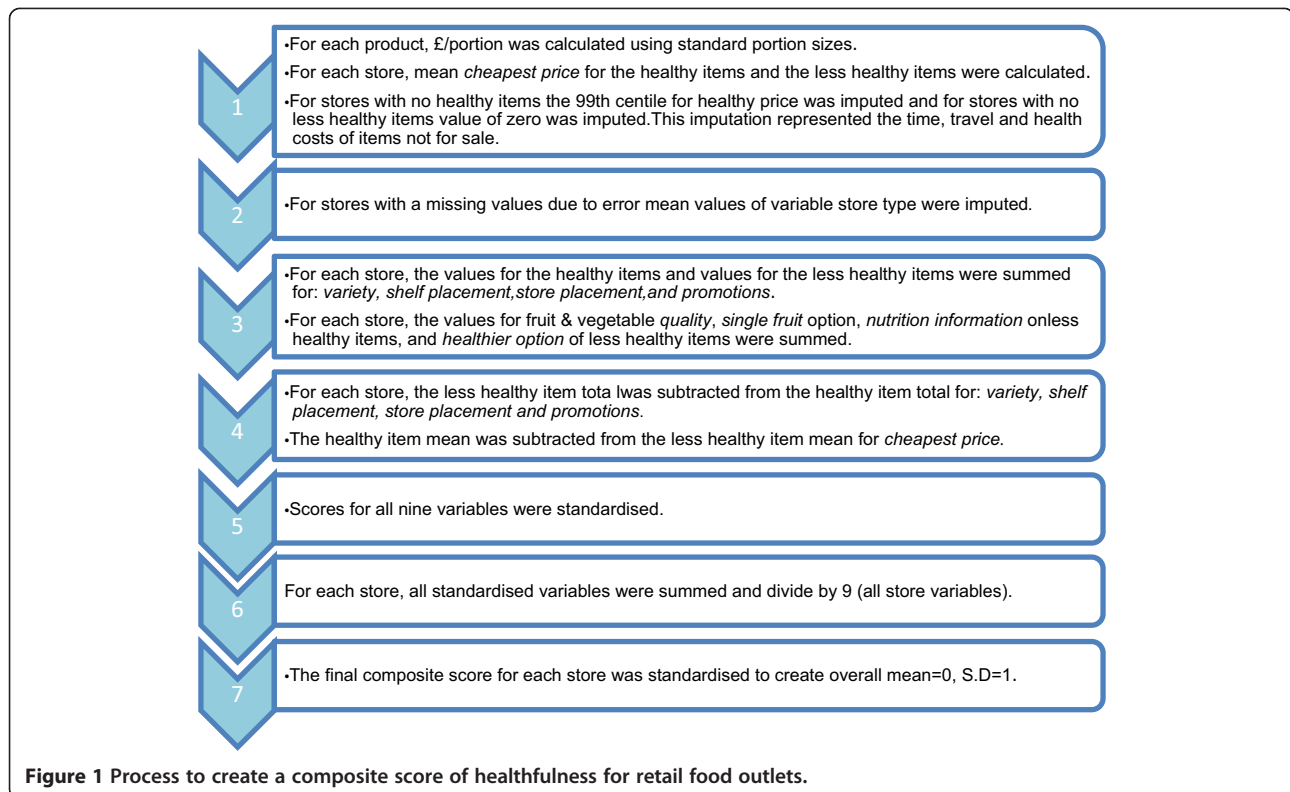 1
•For each product, £/portion was calculated using standard portion sizes.
•For each store, mean cheapest price for the healthy items and the less healthy items were calculated.
•For stores with no healthy items the 99th centile for healthy price was imputed and for stores with no
less healthy items value of zero was imputed.This imputation represented the time, travel and health
costs of items not for sale.
2
•For stores with a missing values due to error mean values of variable store type were imputed.
3
•For each store, the values for the healthy items and values for the less healthy items were summed
for: variety, shelf placement,store placement,and promotions.
•For each store, the values for fruit & vegetable quality, single fruit option, nutrition information onless
healthy items, and healthier option of less healthy items were summed.
4
•For each store, the less healthy item tota lwas subtracted from the healthy item total for: variety, shelf
placement, store placement and promotions.
•The healthy item mean was subtracted from the less healthy item mean for cheapest price.
5
•Scores for all nine variables were standardised.
6
For each store, all standardised variables were summed and divide by 9 (all store variables).
7
•The final composite score for each store was standardised to create overall mean=0, S.D=1.
Figure 1 Process to create a composite score of healthfulness for retail food outlets.